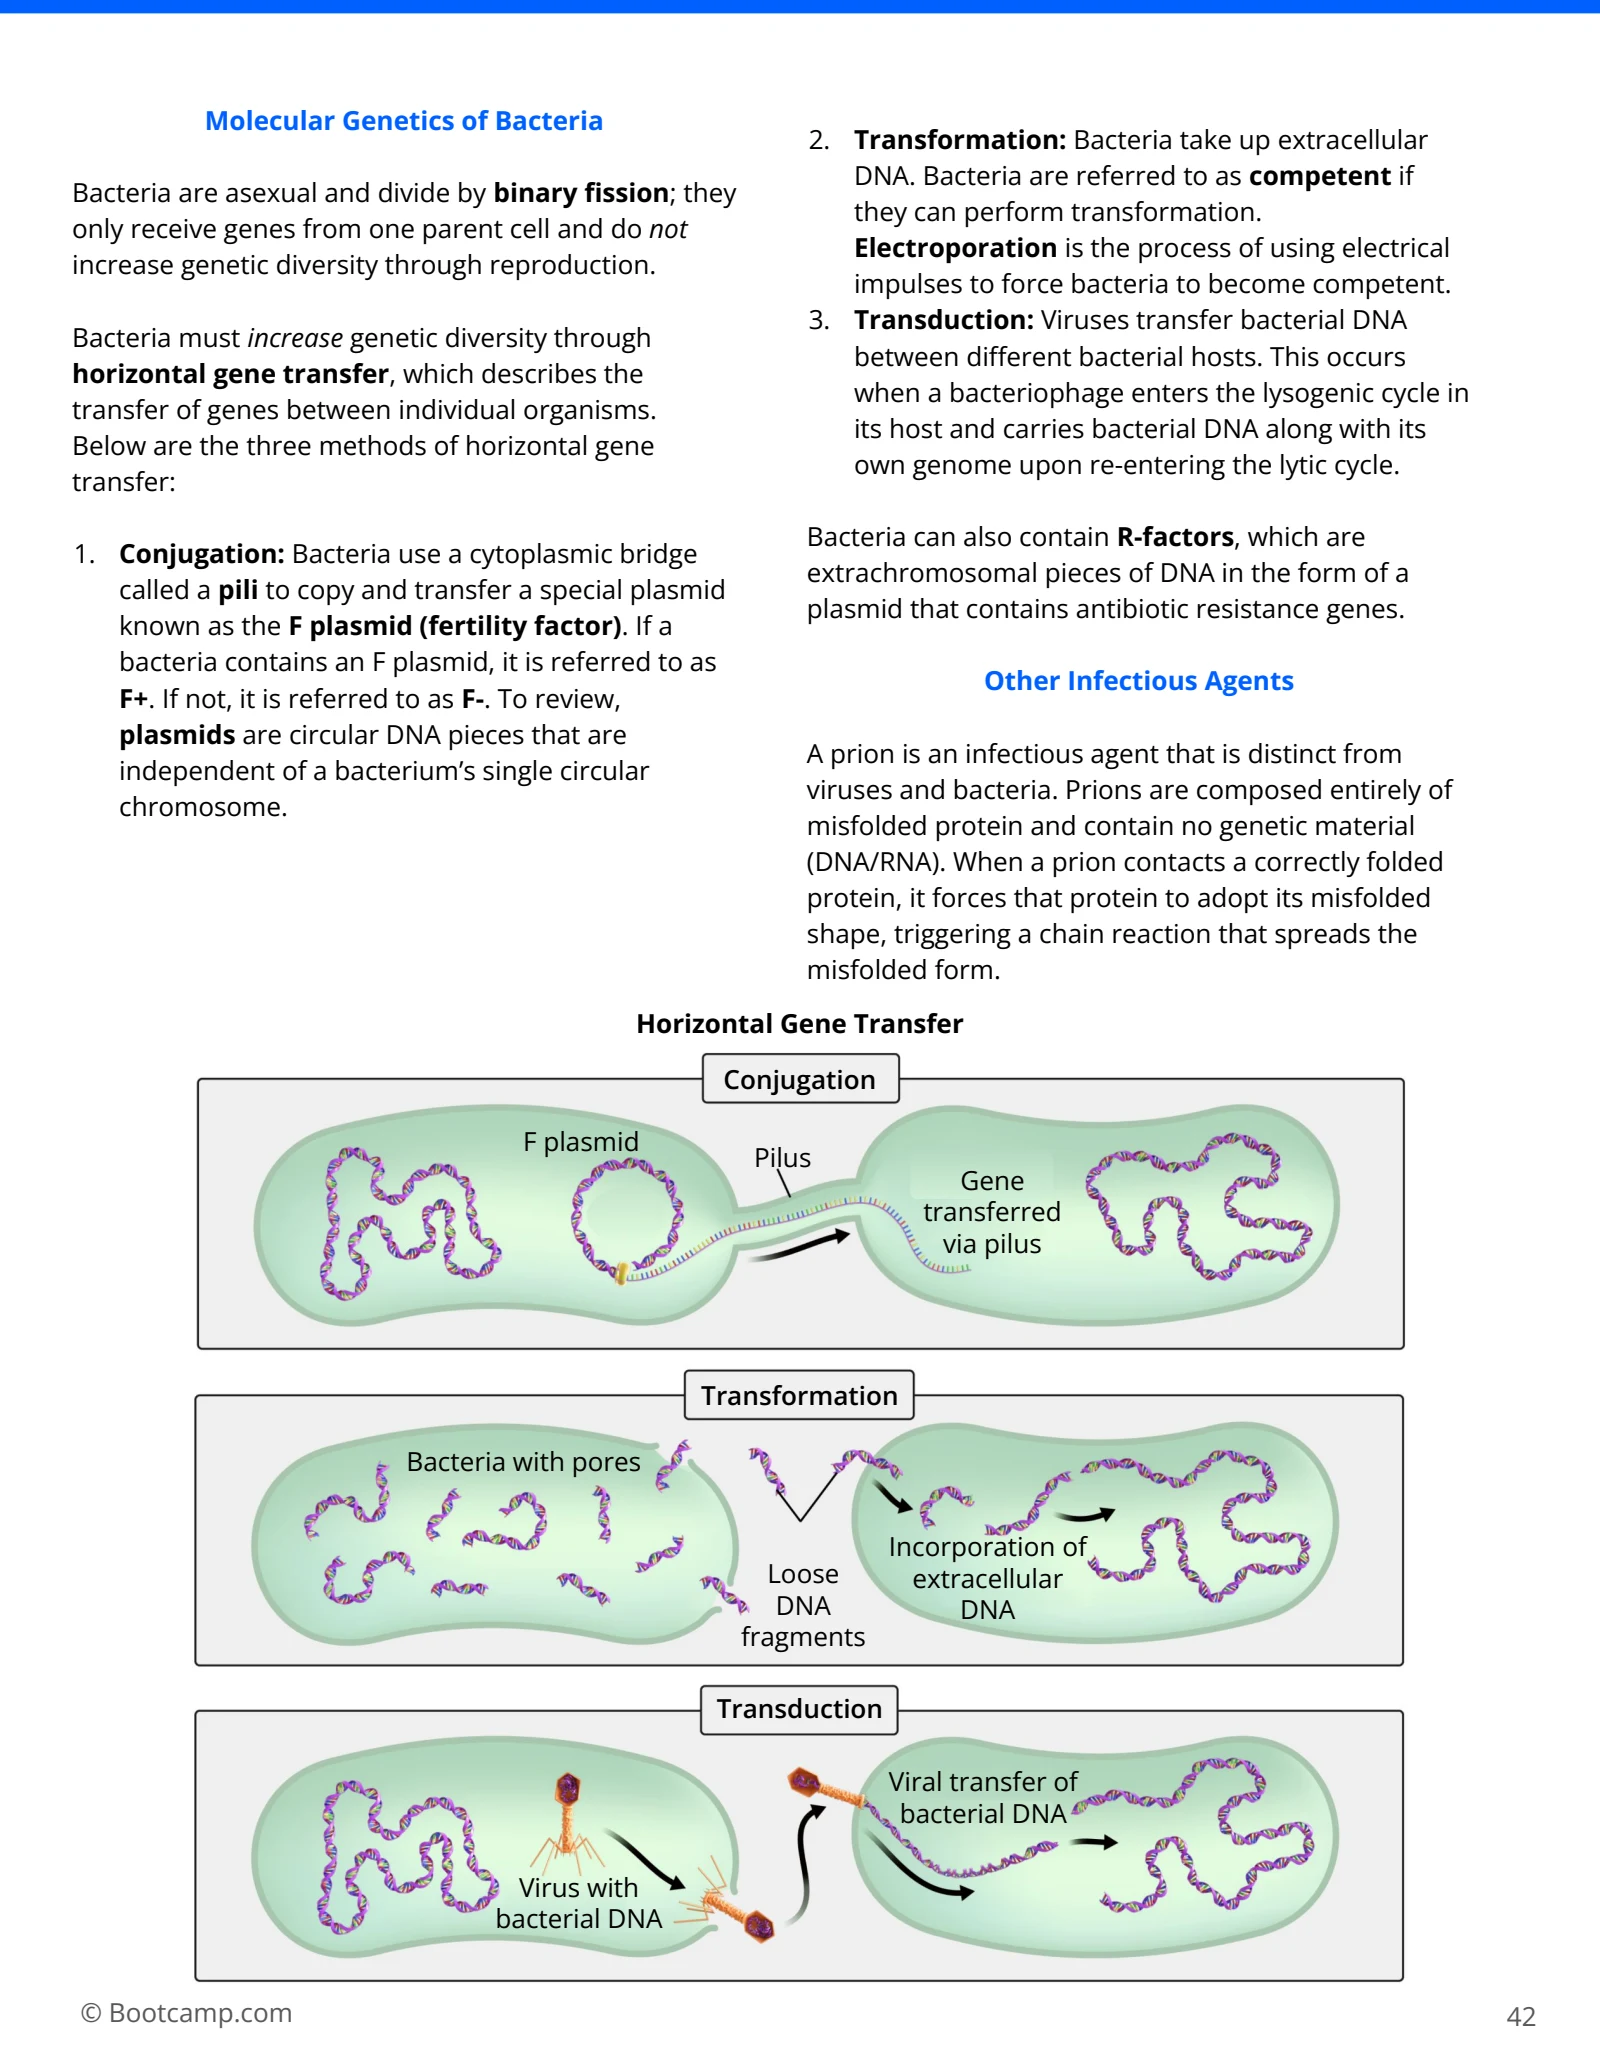 Molecular Genetics of Bacteria
Bacteria are asexual and divide by binary fission; they
only receive genes from one parent cell and do not
increase genetic diversity through reproduction.
Bacteria must increase genetic diversity through
horizontal gene transfer, which describes the
transfer of genes between individual organisms.
Below are the three methods of horizontal gene
transfer:
1. Conjugation: Bacteria use a cytoplasmic bridge
called a pili to copy and transfer a special plasmid
known as the F plasmid (fertility factor). If a
bacteria contains an F plasmid, it is referred to as
F+. If not, it is referred to as F-. To review,
plasmids are circular DNA pieces that are
independent of a bacterium’s single circular
chromosome.
2. Transformation: Bacteria take up extracellular
DNA. Bacteria are referred to as competent if
they can perform transformation.
Electroporation is the process of using electrical
impulses to force bacteria to become competent.
3. Transduction: Viruses transfer bacterial DNA
between different bacterial hosts. This occurs
when a bacteriophage enters the lysogenic cycle in
its host and carries bacterial DNA along with its
own genome upon re-entering the lytic cycle.
Bacteria can also contain R-factors, which are
extrachromosomal pieces of DNA in the form of a
plasmid that contains antibiotic resistance genes.
Other Infectious Agents
A prion is an infectious agent that is distinct from
viruses and bacteria. Prions are composed entirely of
misfolded protein and contain no genetic material
(DNA/RNA). When a prion contacts a correctly folded
protein, it forces that protein to adopt its misfolded
shape, triggering a chain reaction that spreads the
misfolded form.
Horizontal Gene Transfer
Conjugation
F plasmid
Pilus
Gene
transferred
via pilus
Transformation
Bacteria with pores
Loose
DNA
fragments
Incorporation of
extracellular
DNA
Transduction
Virus with
bacterial DNA
Viral transfer of
bacterial DNA
© Bootcamp.com
42